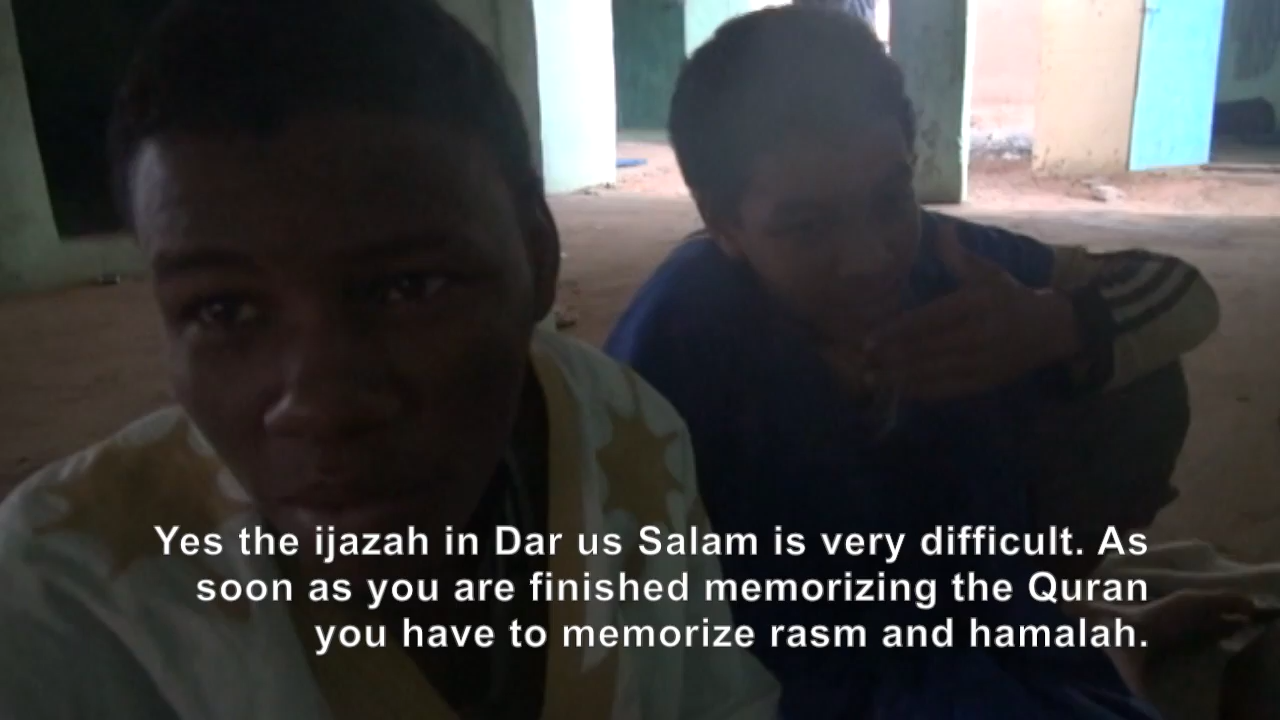 Yes the ijazah in Dar us Salam is very difficult. As
soon as you are finished memorizing the Quran
you have to memorize rasm and hamalah.